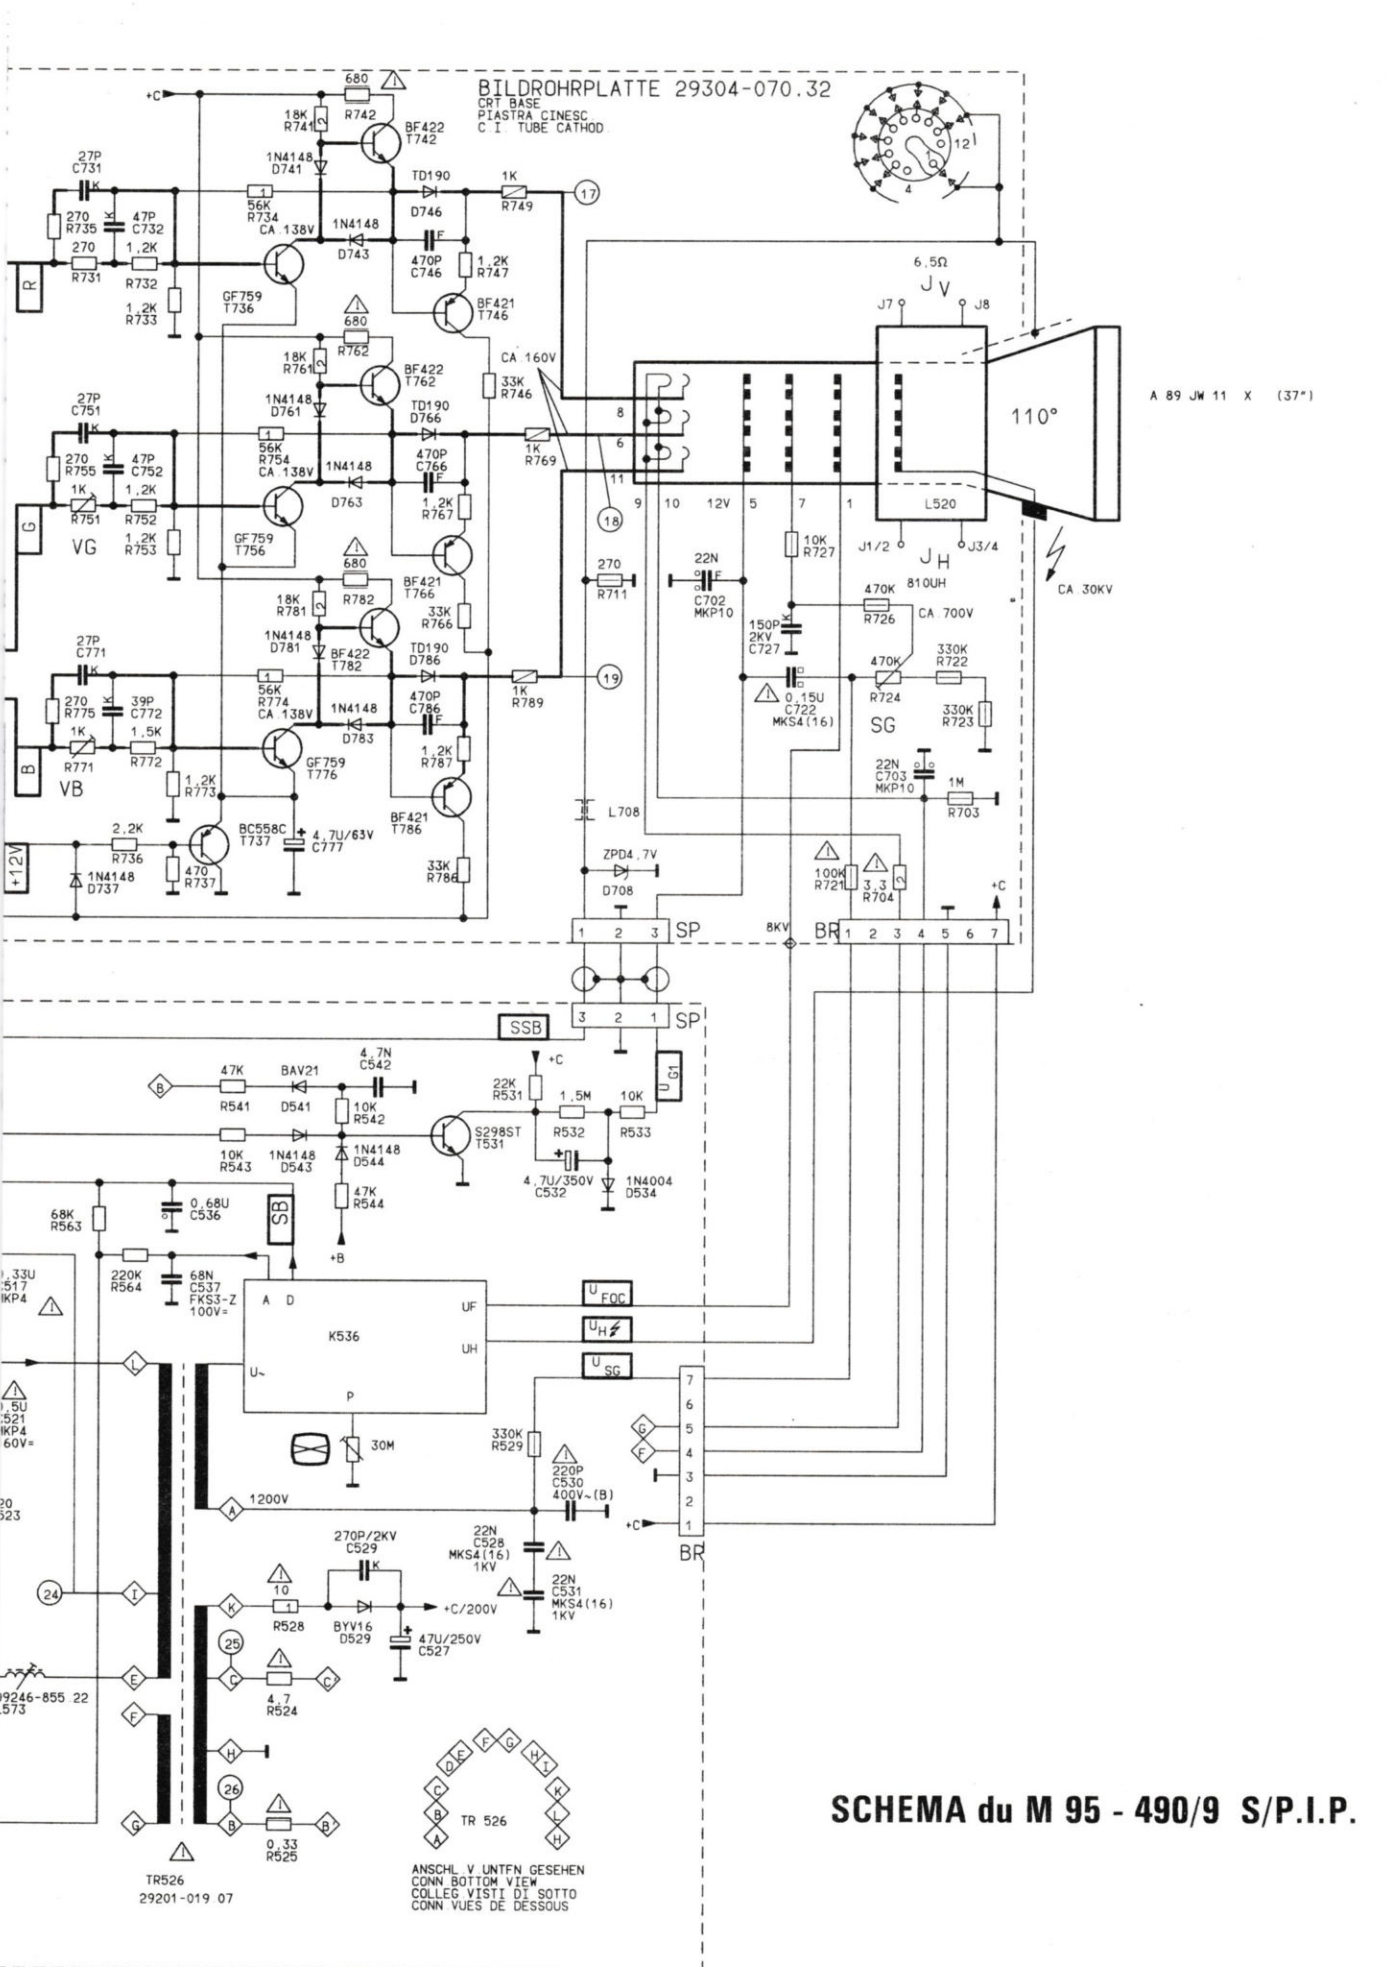 BILDROHRPLATTE 29304-070.32
CRT BASE
PIASTRA CINESC.
C.I. TUBE CATHOD.
+C
680
R742
18K
R741
2
BF422
T742
1N4148
D741
27P
C731
K
270
R735
47P
C732
K
270
R731
1,2K
R732
1,2K
R733
R
1
56K
R734
CA.138V
1N4148
D743
TD190
D746
1K
R749
17
F
470P
C746
1,2K
R747
GF759
T736
BF421
T746
680
R762
18K
R761
2
BF422
T762
CA.160V
33K
R746
1N4148
D761
27P
C751
K
TD190
D766
1
56K
R754
CA.138V
1N4148
D763
470P
C766
F
1K
R769
270
R755
47P
C752
K
1K
R751
1,2K
R752
1,2K
R753
VG
G
GF759
T756
1,2K
R767
18
BF421
T766
680
R782
18K
R781
2
1N4148
D781
BF422
T782
33K
R766
27P
C771
K
TD190
D786
1K
R789
19
1
56K
R774
CA.138V
1N4148
D783
470P
C786
F
270
R775
39P
C772
K
1K
R771
1,5K
R772
VB
B
1,2K
R773
GF759
T776
1,2K
R787
BF421
T786
2,2K
R736
BC558C
T737
4,7U/63V
C777
+12V
1N4148
D737
470
R737
33K
R786
12
1
4
6,5Ω
JV
J7
J8
8
6
11
9
10
12V
5
7
1
L520
110°
A 89 JW 11 X (37")
J1/2
J3/4
JH
810UH
CA 30KV
10K
R727
270
R711
22N
F
C702
MKP10
470K
R726
CA.700V
150P
2KV
C727
K
470K
R724
330K
R722
0,15U
C722
MKS4(16)
SG
330K
R723
22N
C703
MKP10
1M
R703
L708
ZPD4,7V
D708
100K
R721
3,3
R704
2
+C
1 2 3 SP
8KV
BR 1 2 3 4 5 6 7
3 2 1 SP
SSB
UG1
4,7N
C542
B
47K
R541
BAV21
D541
10K
R542
+C
22K
R531
1,5M
R532
10K
R533
S298ST
T531
10K
R543
1N4148
D543
1N4148
D544
4,7U/350V
C532
1N4004
D534
47K
R544
+B
0,68U
C536
SB
68K
R563
220K
R564
68N
C537
FKS3-Z
100V=
A D
K536
UF
UH
U~
P
30M
UFOC
UH
USG
7
6
5
4
3
2
1
BR
G
F
+C
330K
R529
220P
C530
400V~(B)
22N
C528
MKS4(16)
1KV
22N
C531
MKS4(16)
1KV
L
A
1200V
270P/2KV
C529
K
24
I
K
10
1
R528
BYV16
D529
+C/200V
47U/250V
C527
25
E
C
4,7
R524
C'
F
H
26
G
B
0,33
R525
B'
TR526
29201-019 07
A B C D E F G H I K L H
TR 526
ANSCHL.V.UNTFN GESEHEN
CONN.BOTTOM VIEW
COLLEG.VISTI DI SOTTO
CONN.VUES DE DESSOUS
SCHEMA du M 95 - 490/9 S/P.I.P.